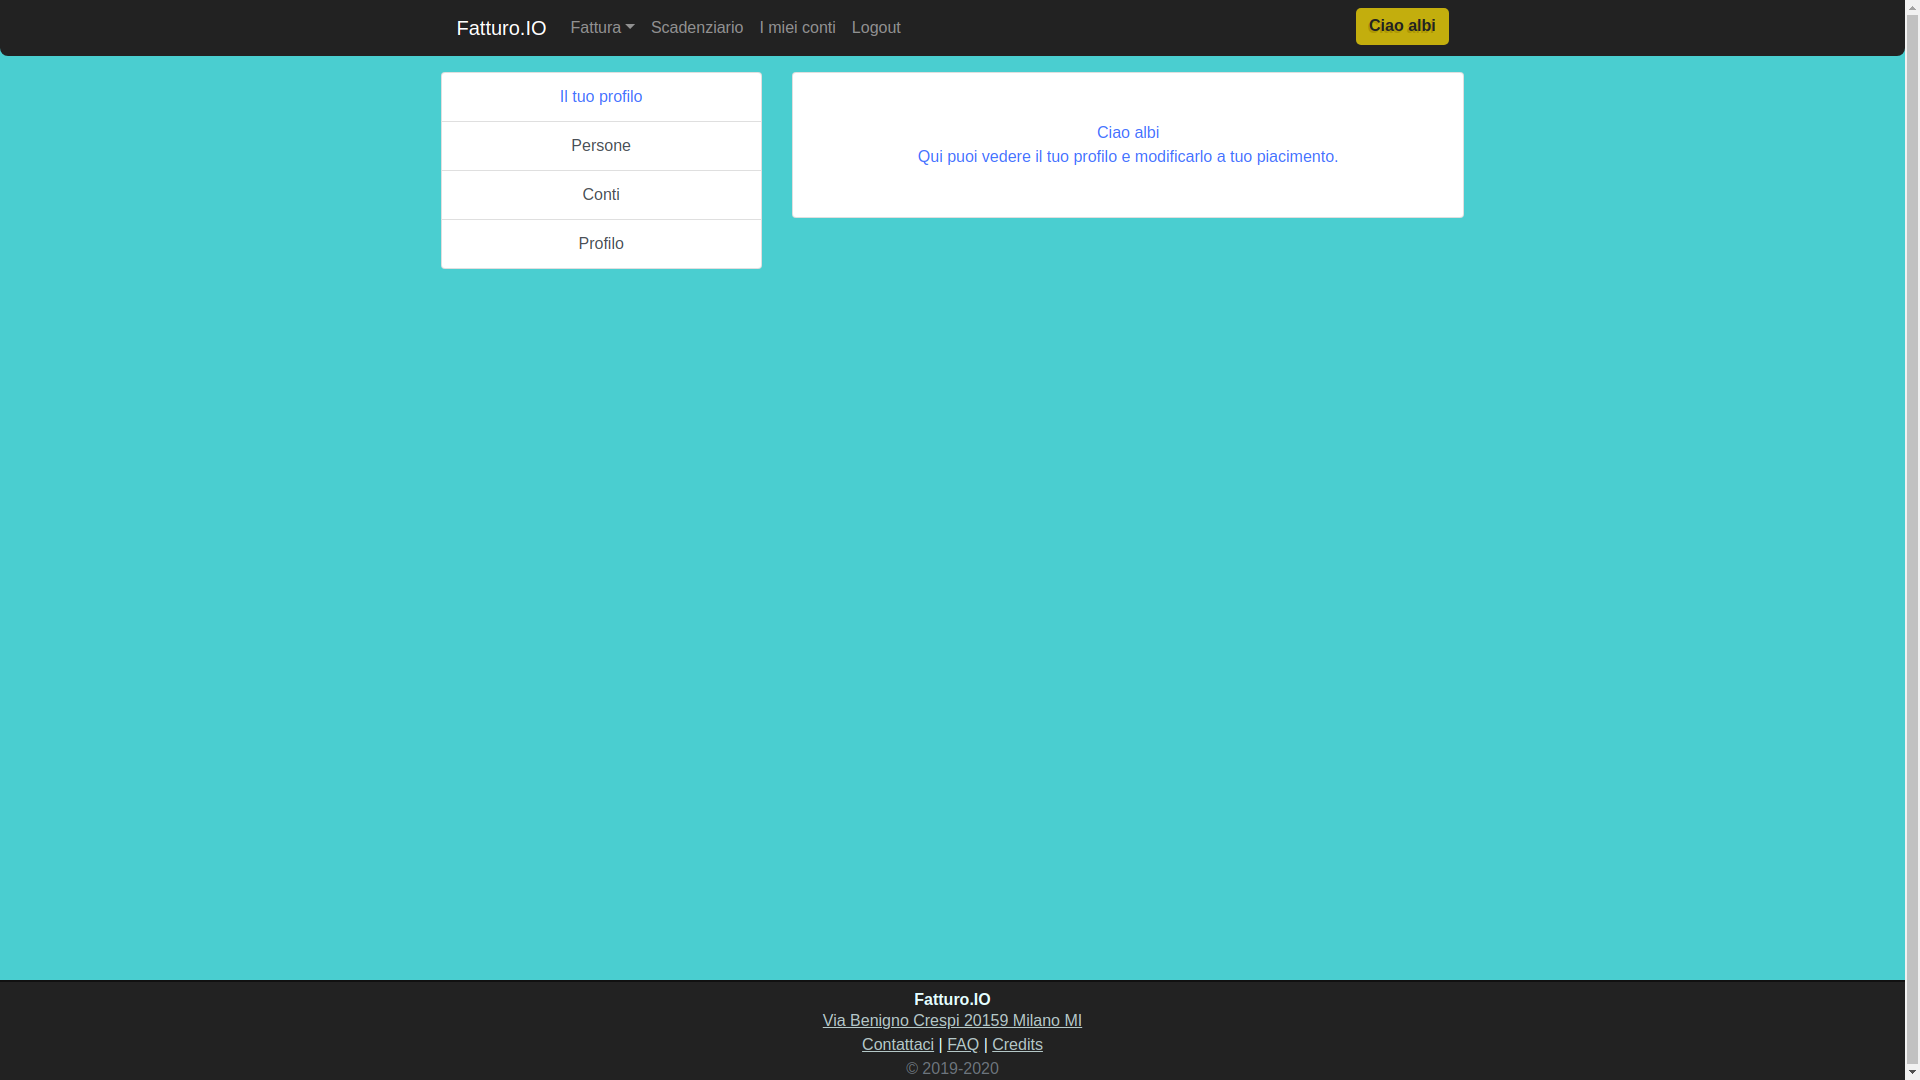 Fatturo.IO Fattura Scadenziario I miei conti Logout Ciao albi
Il tuo profilo
Persone
Conti
Profilo
Ciao albi
Qui puoi vedere il tuo profilo e modificarlo a tuo piacimento.
Fatturo.IO
Via Benigno Crespi 20159 Milano MI
Contattaci | FAQ | Credits
© 2019-2020